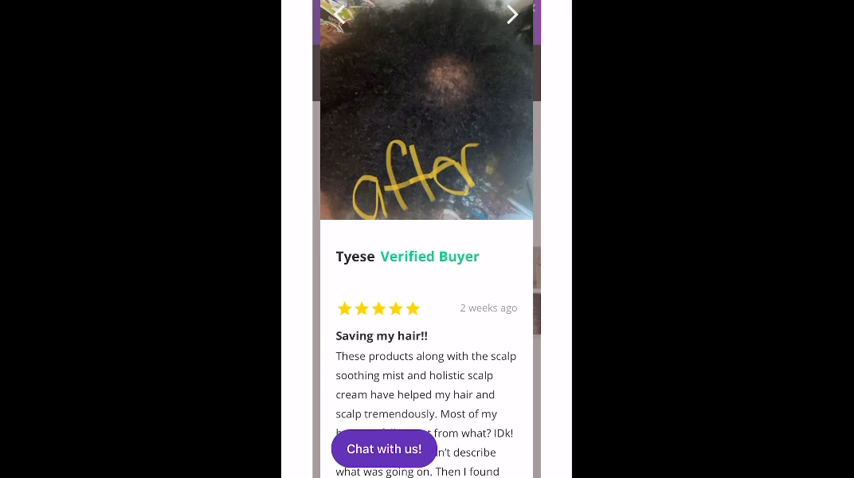 after
Tyese Verified Buyer
2 weeks ago
Saving my hair!!
These products along with the scalp
soothing mist and holistic scalp
cream have helped my hair and
scalp tremendously. Most of my
from what? IDk!
describe
what was going on. Then I found
Chat with us!